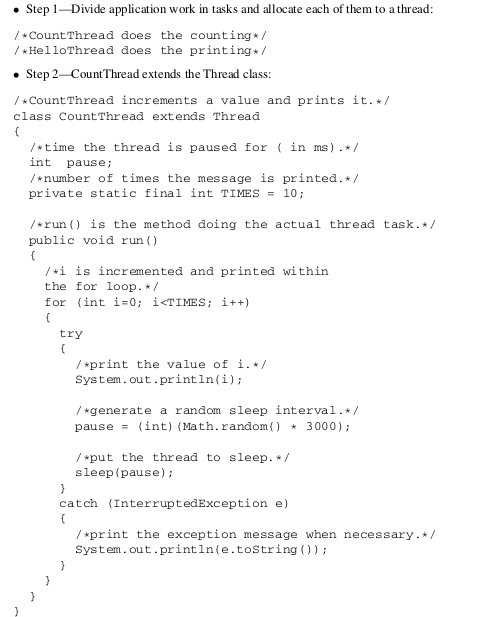 • Step 1—Divide application work in tasks and allocate each of them to a thread:
/*CountThread does the counting*/
/*HelloThread does the printing*/
• Step 2—CountThread extends the Thread class:
/*CountThread increments a value and prints it.*/
class CountThread extends Thread
{
/*time the thread is paused for ( in ms).*/
int  pause;
/*number of times the message is printed.*/
private static final int TIMES = 10;
/*run() is the method doing the actual thread task.*/
public void run()
{
/*i is incremented and printed within
the for loop.*/
for (int i=0; i<TIMES; i++)
{
try
{
/*print the value of i.*/
System.out.println(i);
/*generate a random sleep interval.*/
pause = (int)(Math.random() * 3000);
/*put the thread to sleep.*/
sleep(pause);
}
catch (InterruptedException e)
{
/*print the exception message when necessary.*/
System.out.println(e.toString());
}
}
}
}